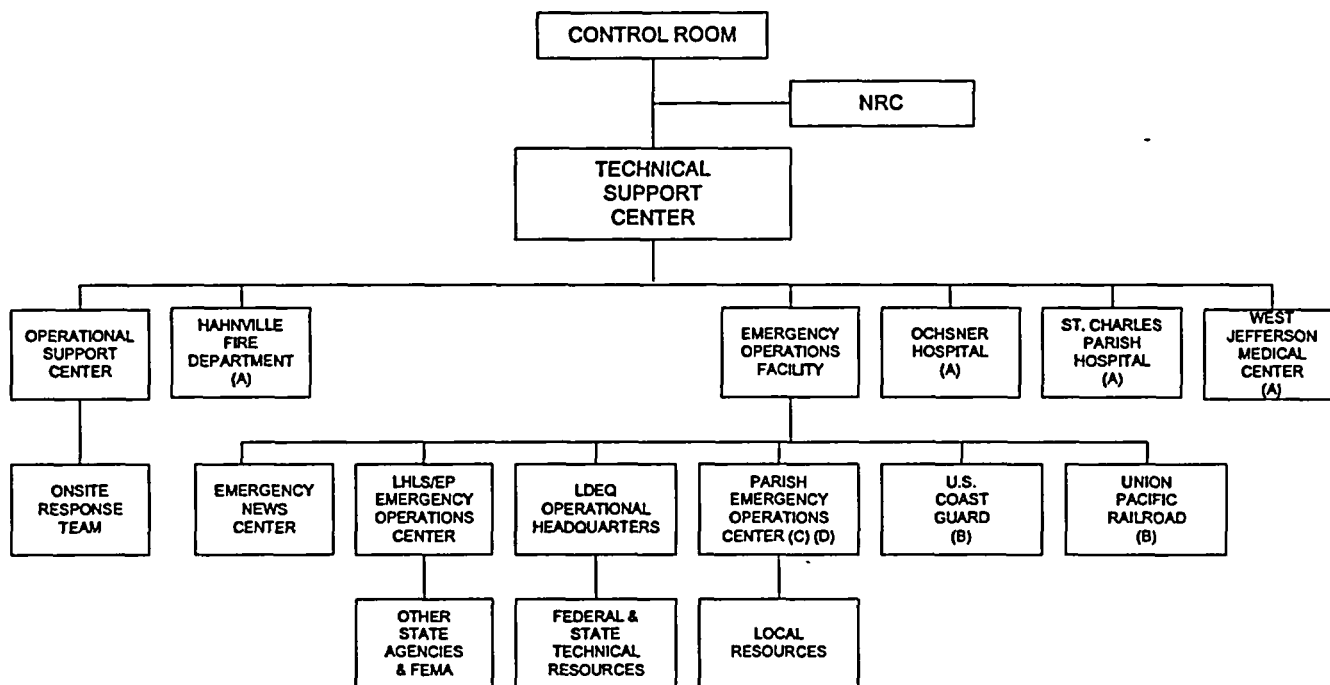 CONTROL ROOM
NRC
TECHNICAL
SUPPORT
CENTER
OPERATIONAL
SUPPORT
CENTER
HAHNVILLE
FIRE
DEPARTMENT
(A)
EMERGENCY
OPERATIONS
FACILITY
OCHSNER
HOSPITAL
(A)
ST. CHARLES
PARISH
HOSPITAL
(A)
WEST
JEFFERSON
MEDICAL
CENTER
(A)
ONSITE
RESPONSE
TEAM
EMERGENCY
NEWS
CENTER
LHLS/EP
EMERGENCY
OPERATIONS
CENTER
LDEQ
OPERATIONAL
HEADQUARTERS
PARISH
EMERGENCY
OPERATIONS
CENTER (C) (D)
U.S.
COAST
GUARD
(B)
UNION
PACIFIC
RAILROAD
(B)
OTHER
STATE
AGENCIES
& FEMA
FEDERAL &
STATE
TECHNICAL
RESOURCES
LOCAL
RESOURCES